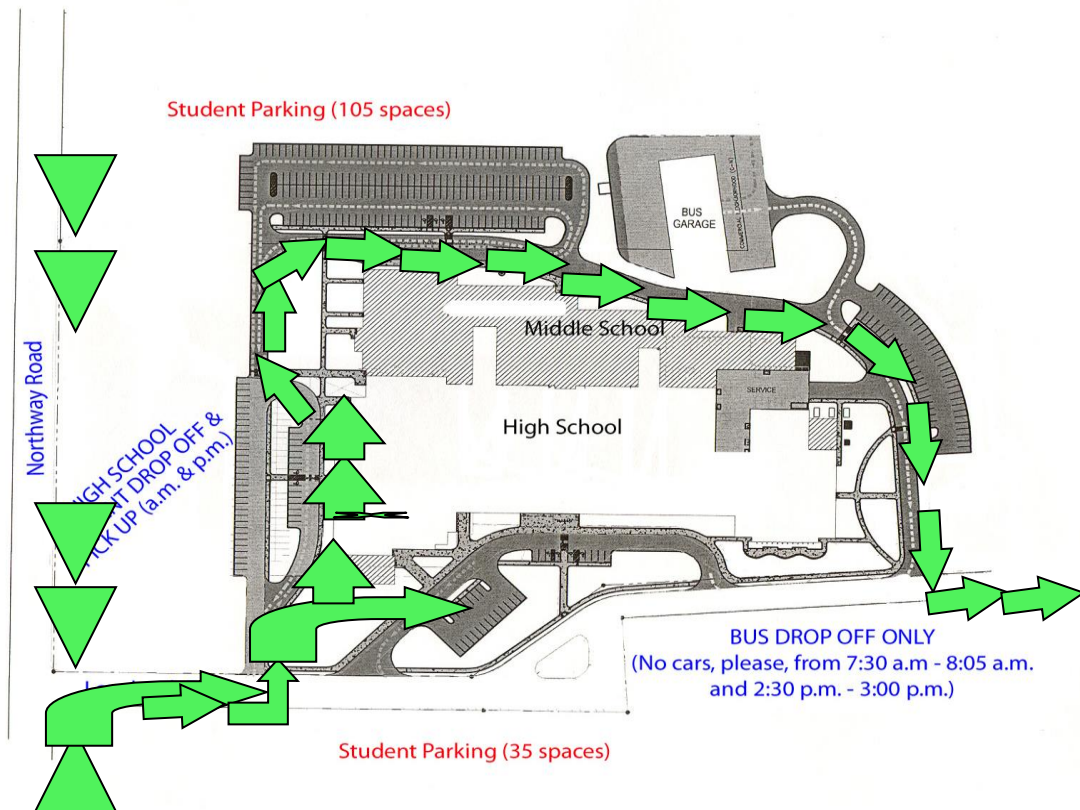 Student Parking (105 spaces)
BUS
GARAGE
Middle School
SERVICE
High School
Northway Road
HIGH SCHOOL
DROP OFF &
PICK UP (a.m. & p.m.)
BUS DROP OFF ONLY
(No cars, please, from 7:30 a.m - 8:05 a.m.
and 2:30 p.m. - 3:00 p.m.)
Student Parking (35 spaces)